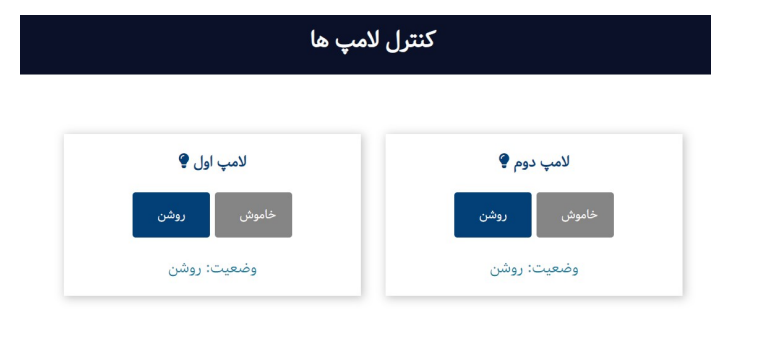 کنترل لامپ ها
لامپ اول
روشن
خاموش
وضعیت: روشن
لامپ دوم
روشن
خاموش
وضعیت: روشن